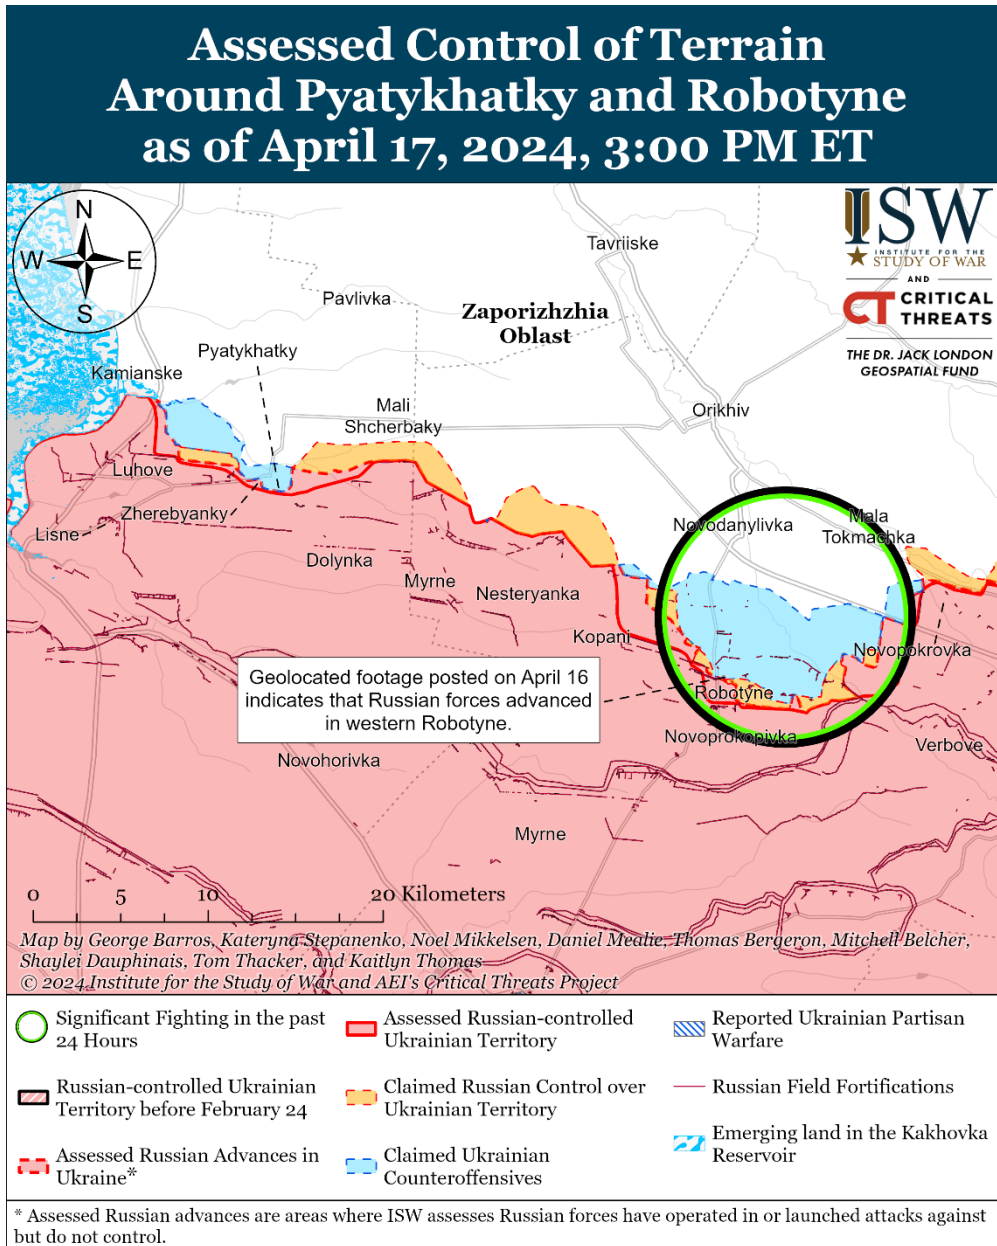 Assessed Control of Terrain
Around Pyatykhatky and Robotyne
as of April 17, 2024, 3:00 PM ET
N
W
E
S
ISW
INSTITUTE FOR THE
STUDY OF WAR
AND
CT CRITICAL
THREATS
THE DR. JACK LONDON
GEOSPATIAL FUND
Tavriiske
Pavlivka
Zaporizhzhia
Oblast
Pyatykhatky
Kamianske
Mali
Shcherbaky
Orikhiv
Luhove
Zherebyanky
Lisne
Novodanylivka
Mala
Tokmachka
Dolynka
Myrne
Nesteryanka
Kopani
Novopokrovka
Geolocated footage posted on April 16
indicates that Russian forces advanced
in western Robotyne.
Robotyne
Novoprokopivka
Verbove
Novohorivka
Myrne
0 5 10 20 Kilometers
Map by George Barros, Kateryna Stepanenko, Noel Mikkelsen, Daniel Mealie, Thomas Bergeron, Mitchell Belcher,
Shaylei Dauphinais, Tom Thacker, and Kaitlyn Thomas
© 2024 Institute for the Study of War and AEI's Critical Threats Project
Significant Fighting in the past
24 Hours
Russian-controlled Ukrainian
Territory before February 24
Assessed Russian Advances in
Ukraine*
Assessed Russian-controlled
Ukrainian Territory
Claimed Russian Control over
Ukrainian Territory
Claimed Ukrainian
Counteroffensives
Reported Ukrainian Partisan
Warfare
Russian Field Fortifications
Emerging land in the Kakhovka
Reservoir
* Assessed Russian advances are areas where ISW assesses Russian forces have operated in or launched attacks against
but do not control.